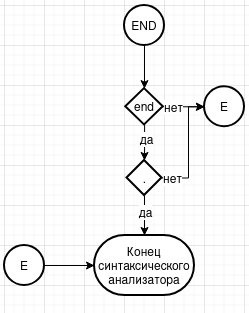 END
end
нет
E
да
.
нет
да
E
Конец
синтаксического
анализатора